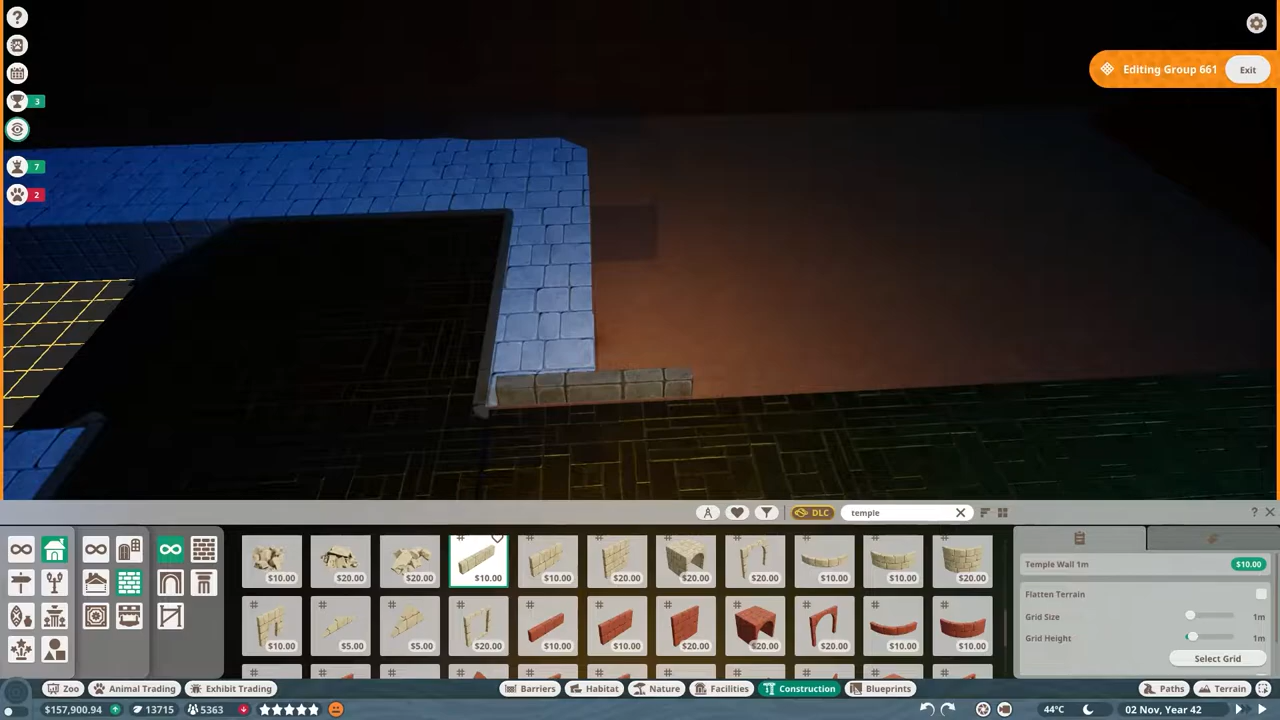 ?
Editing Group 661
Exit
3
7
2
DLC
temple
?
$10.00
$20.00
$20.00
$10.00
$10.00
$20.00
$20.00
$20.00
$10.00
$10.00
$20.00
Temple Wall 1m
$10.00
Flatten Terrain
Grid Size
1m
$10.00
$5.00
$5.00
$20.00
$10.00
$10.00
$20.00
$20.00
$20.00
$10.00
$10.00
Grid Height
1m
Select Grid
Zoo
Animal Trading
Exhibit Trading
Barriers
Habitat
Nature
Facilities
Construction
Blueprints
Paths
Terrain
$157,900.94
13715
5363
44°C
02 Nov, Year 42